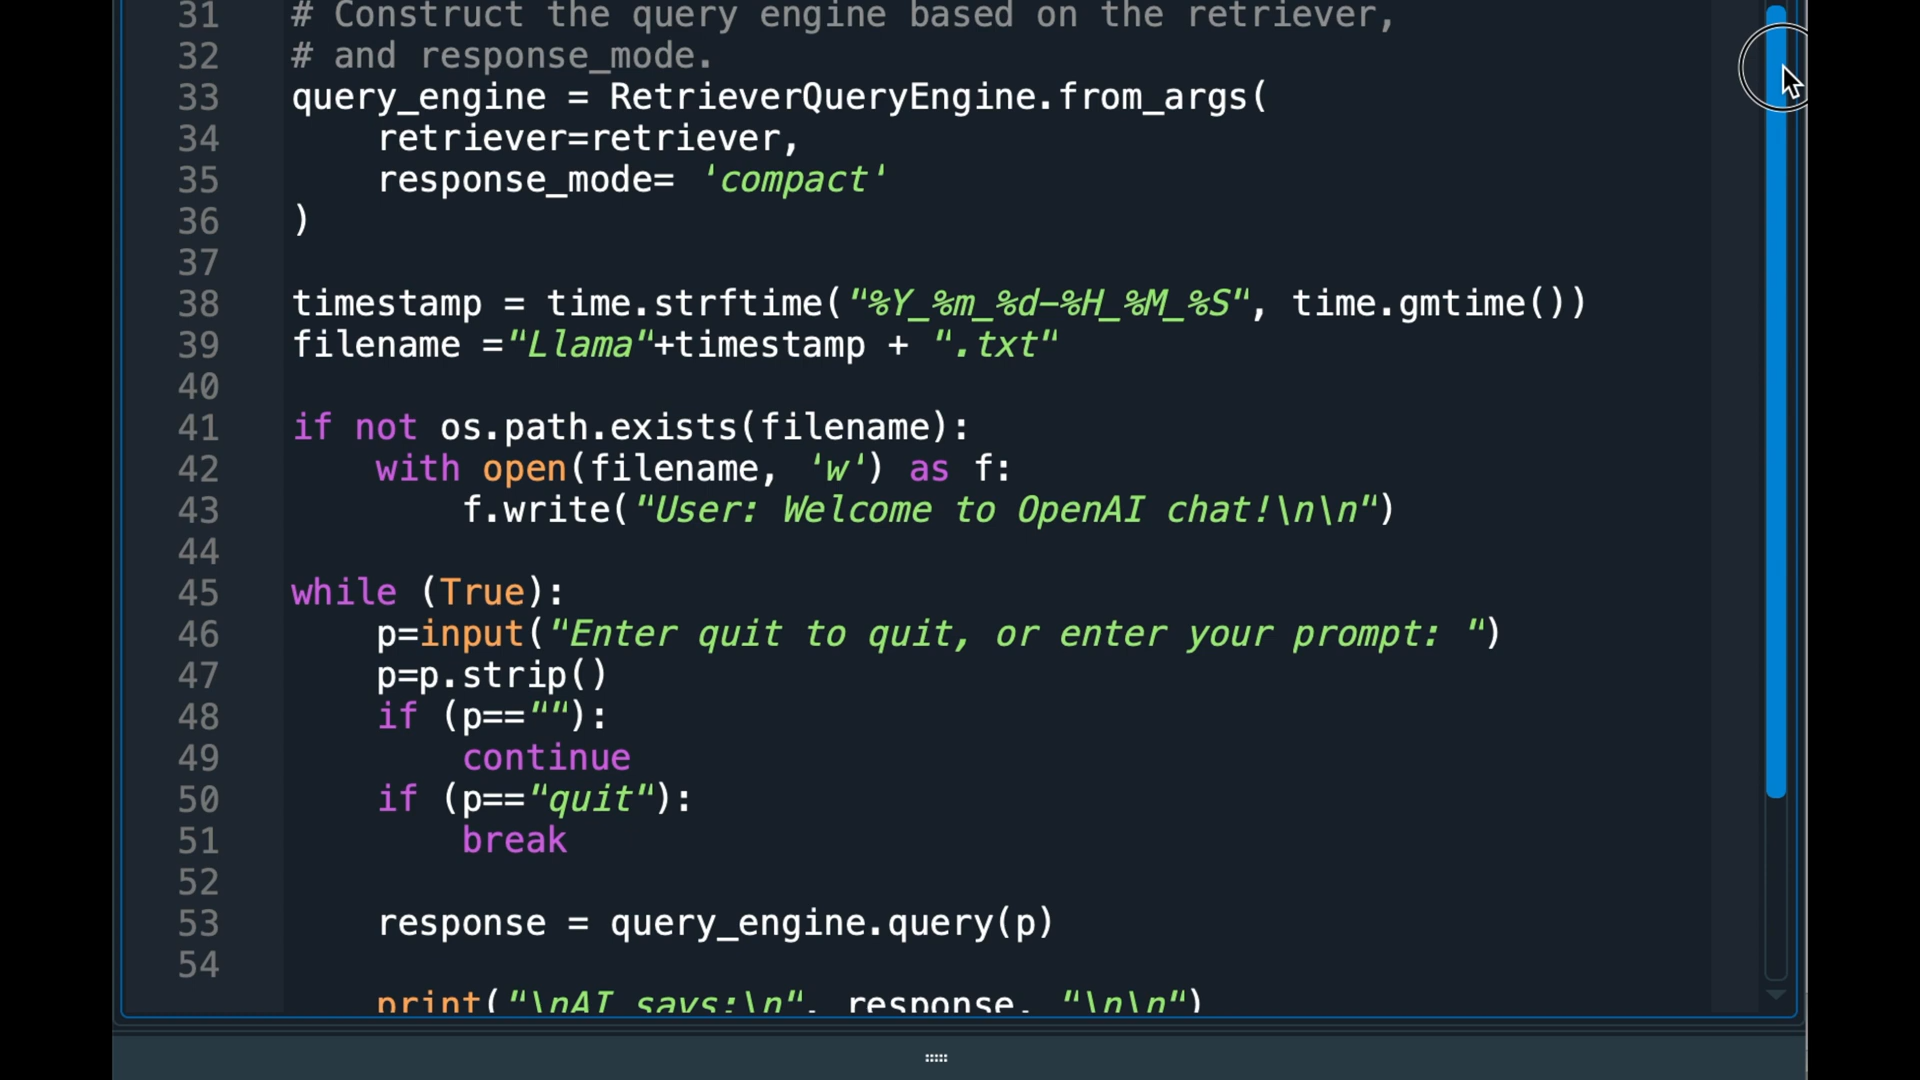 31 # Construct the query engine based on the retriever,
32 # and response_mode.
33 query_engine = RetrieverQueryEngine.from_args(
34     retriever=retriever,
35     response_mode= 'compact'
36 )
37
38 timestamp = time.strftime("%Y_%m_%d-%H_%M_%S", time.gmtime())
39 filename ="Llama"+timestamp + ".txt"
40
41 if not os.path.exists(filename):
42     with open(filename, 'w') as f:
43         f.write("User: Welcome to OpenAI chat!\n\n")
44
45 while (True):
46     p=input("Enter quit to quit, or enter your prompt: ")
47     p=p.strip()
48     if (p==""):
49         continue
50     if (p=="quit"):
51         break
52
53     response = query_engine.query(p)
54
    print("\nAI says:\n", response, "\n\n")